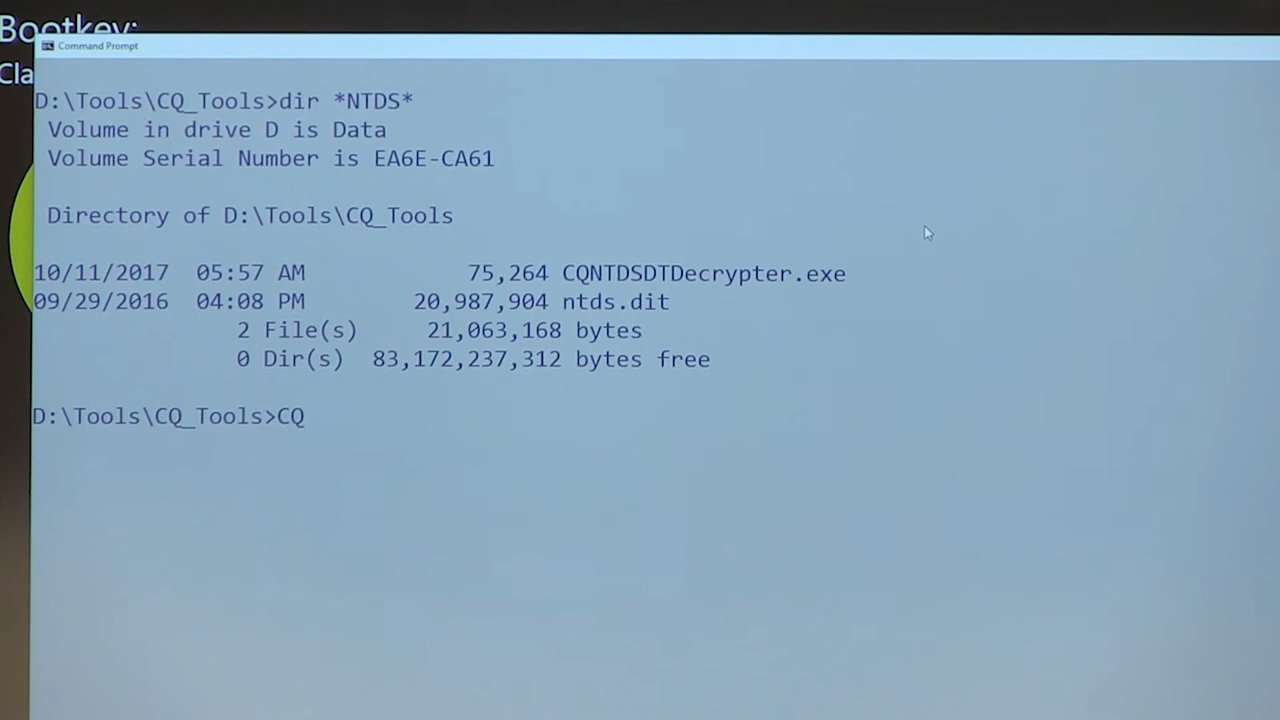 Bootkey:
Cla
Command Prompt
D:\Tools\CQ_Tools>dir *NTDS*
Volume in drive D is Data
Volume Serial Number is EA6E-CA61
Directory of D:\Tools\CQ_Tools
10/11/2017 05:57 AM 75,264 CQNTDSDTDecrypter.exe
09/29/2016 04:08 PM 20,987,904 ntds.dit
2 File(s) 21,063,168 bytes
0 Dir(s) 83,172,237,312 bytes free
D:\Tools\CQ_Tools>CQ